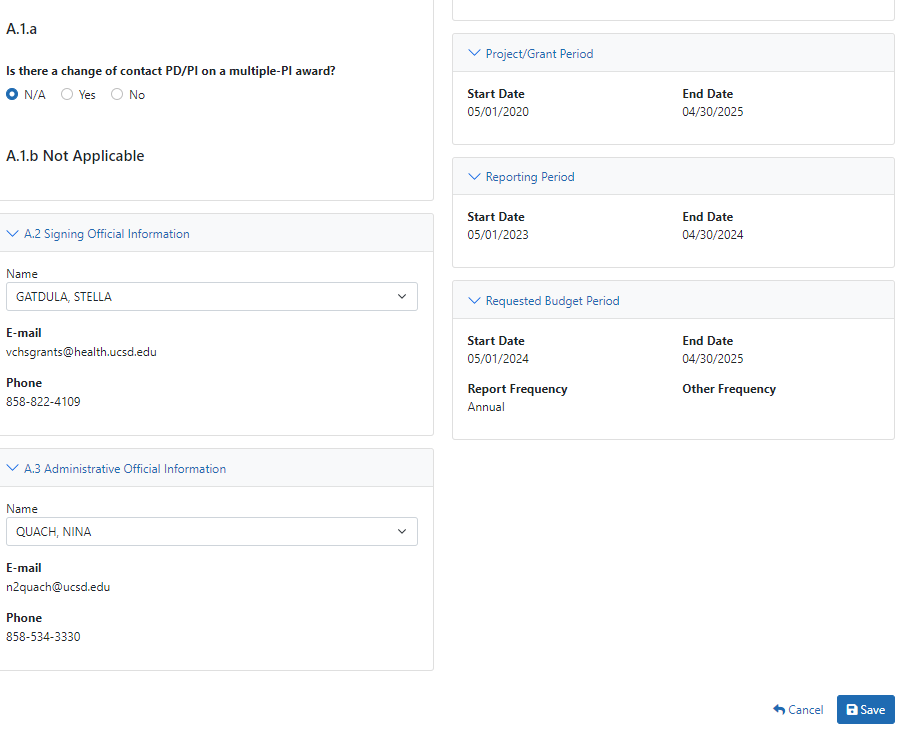 A.1.a
Is there a change of contact PD/PI on a multiple-PI award?
N/A Yes No
A.1.b Not Applicable
A.2 Signing Official Information
Name
GATDULA, STELLA
E-mail
vchsgrants@health.ucsd.edu
Phone
858-822-4109
A.3 Administrative Official Information
Name
QUACH, NINA
E-mail
n2quach@ucsd.edu
Phone
858-534-3330
Project/Grant Period
Start Date End Date
05/01/2020 04/30/2025
Reporting Period
Start Date End Date
05/01/2023 04/30/2024
Requested Budget Period
Start Date End Date
05/01/2024 04/30/2025
Report Frequency Other Frequency
Annual
Cancel Save